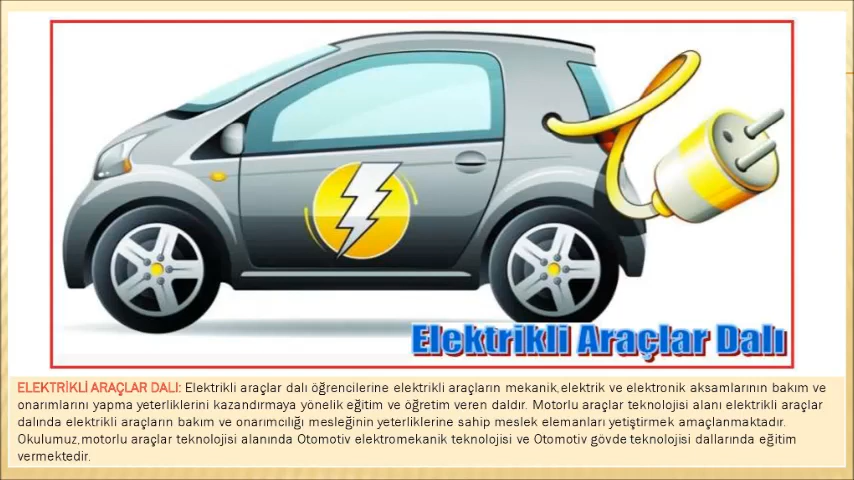 Elektrikli Araçlar Dalı
ELEKTRİKLİ ARAÇLAR DALI: Elektrikli araçlar dalı öğrencilerine elektrikli araçların mekanik,elektrik ve elektronik aksamlarının bakım ve
onarımlarını yapma yeterliklerini kazandırmaya yönelik eğitim ve öğretim veren daldır. Motorlu araçlar teknolojisi alanı elektrikli araçlar
dalında elektrikli araçların bakım ve onarımcılığı mesleğinin yeterliklerine sahip meslek elemanları yetiştirmek amaçlanmaktadır.
Okulumuz,motorlu araçlar teknolojisi alanında Otomotiv elektromekanik teknolojisi ve Otomotiv gövde teknolojisi dallarında eğitim
vermektedir.